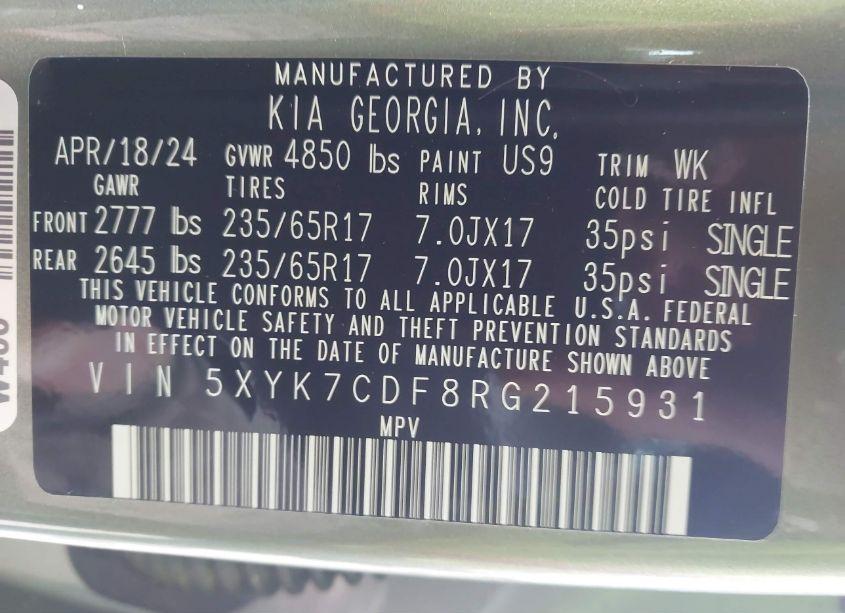 MANUFACTURED BY
KIA GEORGIA, INC.
APR/18/24 GVWR 4850 lbs PAINT US9 TRIM WK
GAWR TIRES RIMS COLD TIRE INFL
FRONT 2777 lbs 235/65R17 7.0JX17 35psi SINGLE
REAR 2645 lbs 235/65R17 7.0JX17 35psi SINGLE
THIS VEHICLE CONFORMS TO ALL APPLICABLE U.S.A. FEDERAL
MOTOR VEHICLE SAFETY AND THEFT PREVENTION STANDARDS
IN EFFECT ON THE DATE OF MANUFACTURE SHOWN ABOVE
VIN 5XYK7CDF8RG215931
MPV